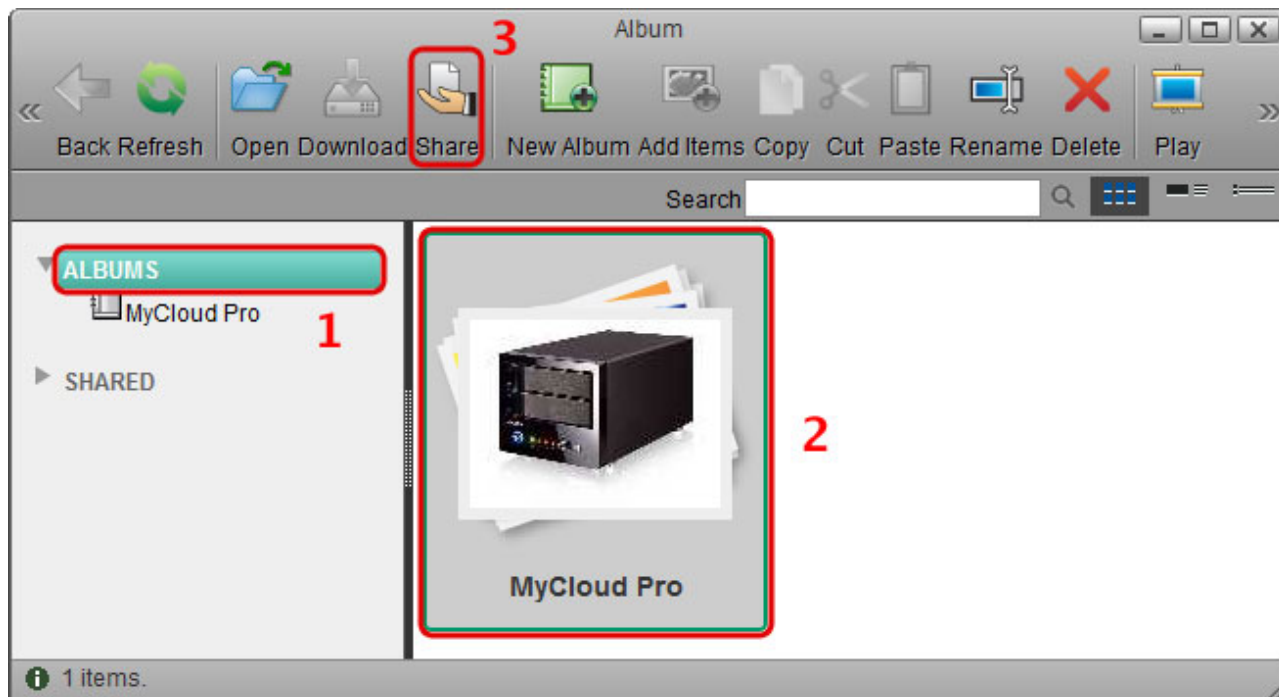 Album
3
Back Refresh Open Download Share New Album Add Items Copy Cut Paste Rename Delete Play
Search
ALBUMS
MyCloud Pro
1
SHARED
2
MyCloud Pro
1 items.